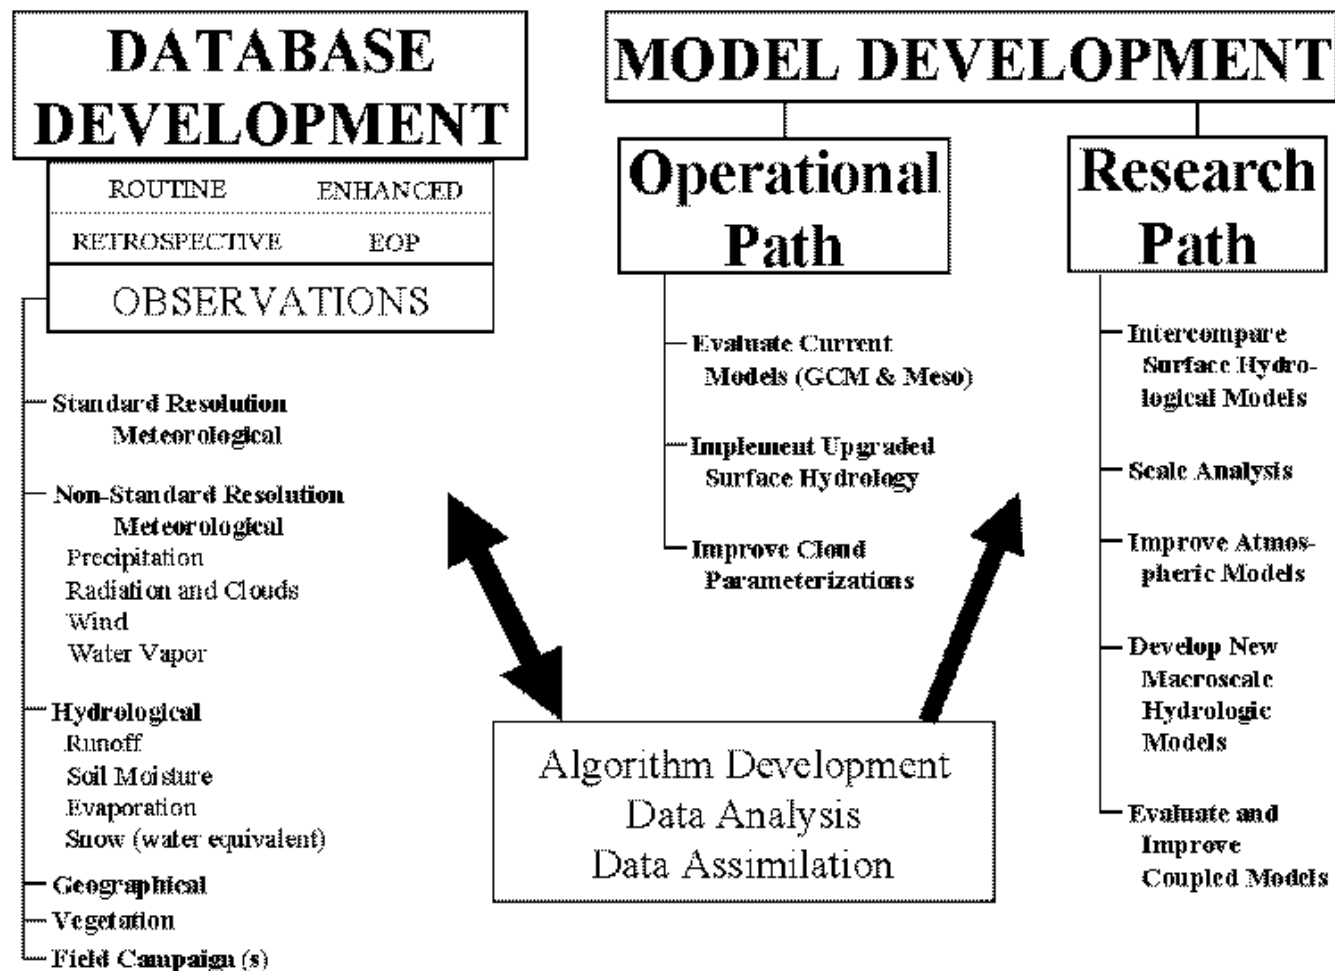 DATABASE
DEVELOPMENT
ROUTINE ENHANCED
RETROSPECTIVE EOP
OBSERVATIONS
Standard Resolution
Meteorological
Non-Standard Resolution
Meteorological
Precipitation
Radiation and Clouds
Wind
Water Vapor
Hydrological
Runoff
Soil Moisture
Evaporation
Snow (water equivalent)
Geographical
Vegetation
Field Campaign (s)
MODEL DEVELOPMENT
Operational
Path
Evaluate Current
Models (GCM & Meso)
Implement Upgraded
Surface Hydrology
Improve Cloud
Parameterizations
Research
Path
Intercompare
Surface Hydro-
logical Models
Scale Analysis
Improve Atmos-
pheric Models
Develop New
Macroscale
Hydrologic
Models
Evaluate and
Improve
Coupled Models
Algorithm Development
Data Analysis
Data Assimilation